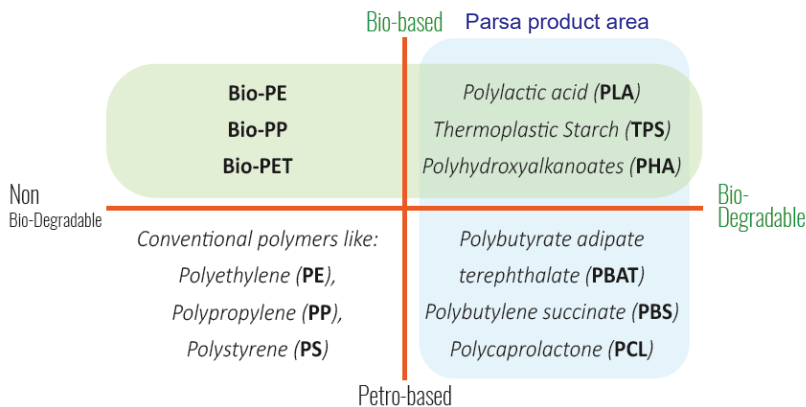 Bio-based
Parsa product area
Bio-PE
Bio-PP
Bio-PET
Polylactic acid (PLA)
Thermoplastic Starch (TPS)
Polyhydroxyalkanoates (PHA)
Non
Bio-Degradable
Bio-
Degradable
Conventional polymers like:
Polyethylene (PE),
Polypropylene (PP),
Polystyrene (PS)
Polybutyrate adipate
terephthalate (PBAT)
Polybutylene succinate (PBS)
Polycaprolactone (PCL)
Petro-based